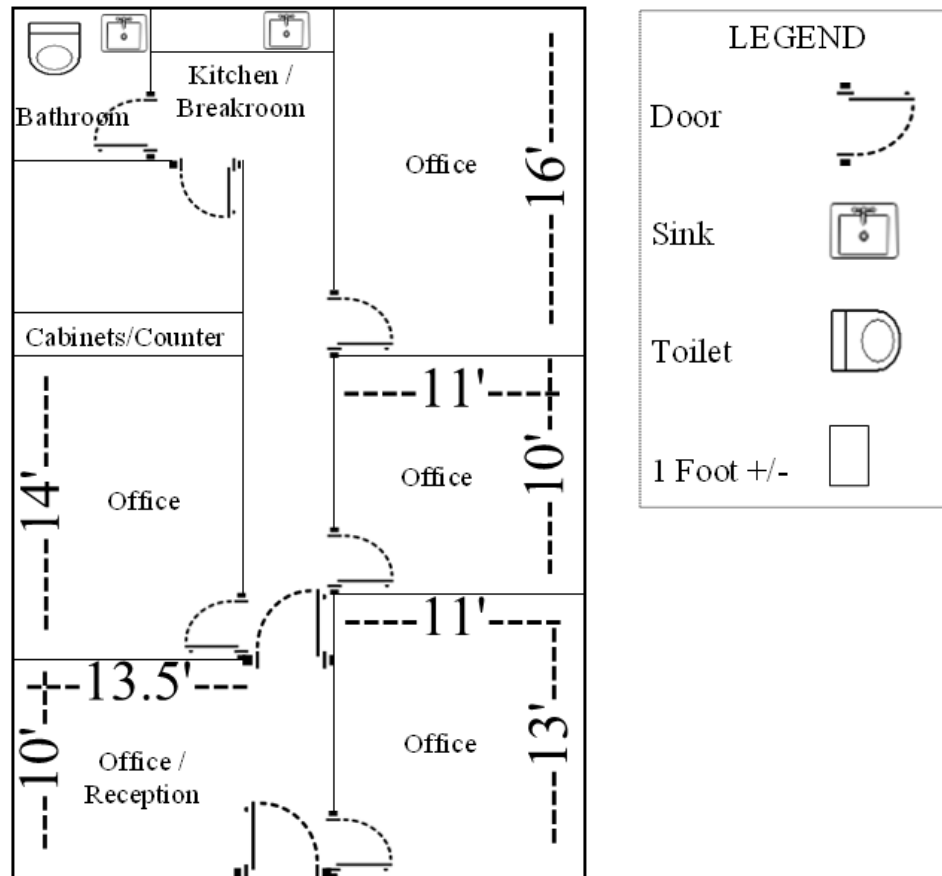 Kitchen /
Breakroom
Bathroom
Office
16'
Cabinets/Counter
11'
10'
14'
Office
Office
11'
13.5'
10'
Office /
Reception
Office
13'
LEGEND
Door
Sink
Toilet
1 Foot +/-